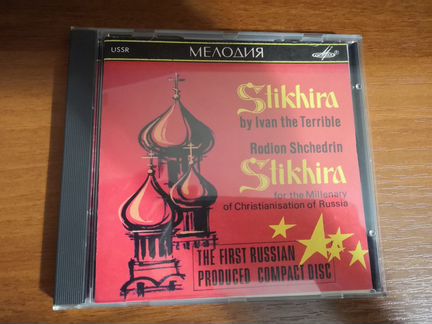 USSR
МЕЛОДИЯ
Stikhira
by Ivan the Terrible
Rodion Shchedrin
Stikhira
for the Millenary
of Christianisation of Russia
THE FIRST RUSSIAN
PRODUCED COMPACT DISC